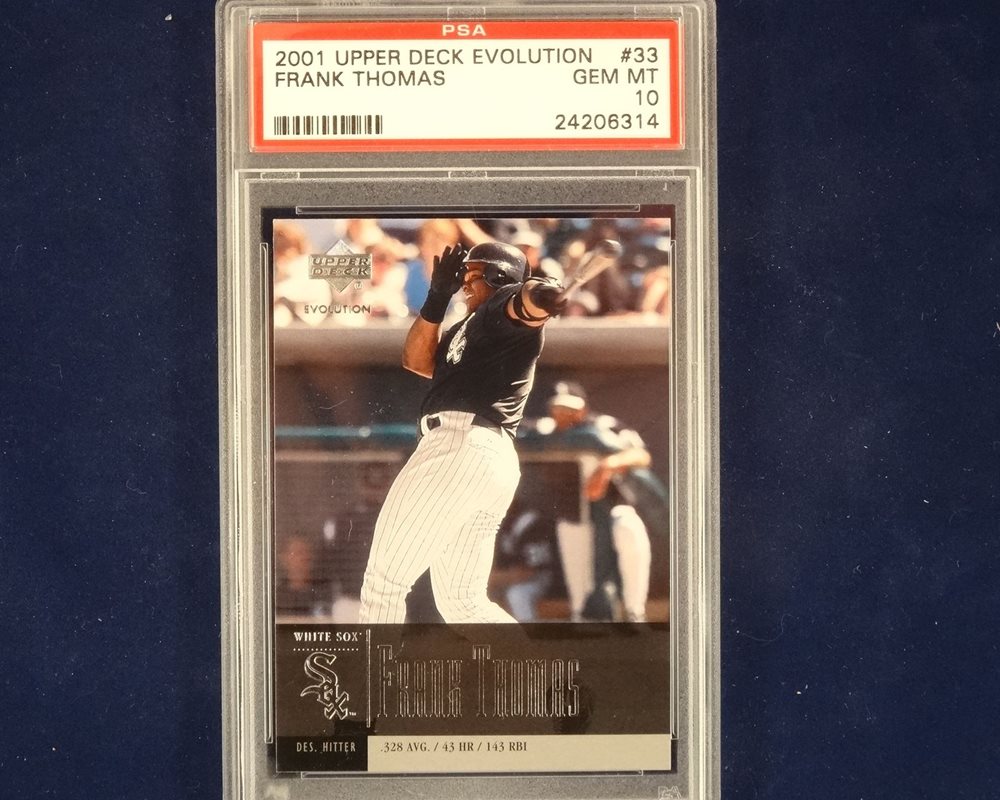 PSA
2001 UPPER DECK EVOLUTION #33
FRANK THOMAS GEM MT
10
24206314
UPPER
DECK
EVOLUTION
WHITE SOX
Sox
FRANK THOMAS
DES. HITTER .328 AVG. / 43 HR / 143 RBI